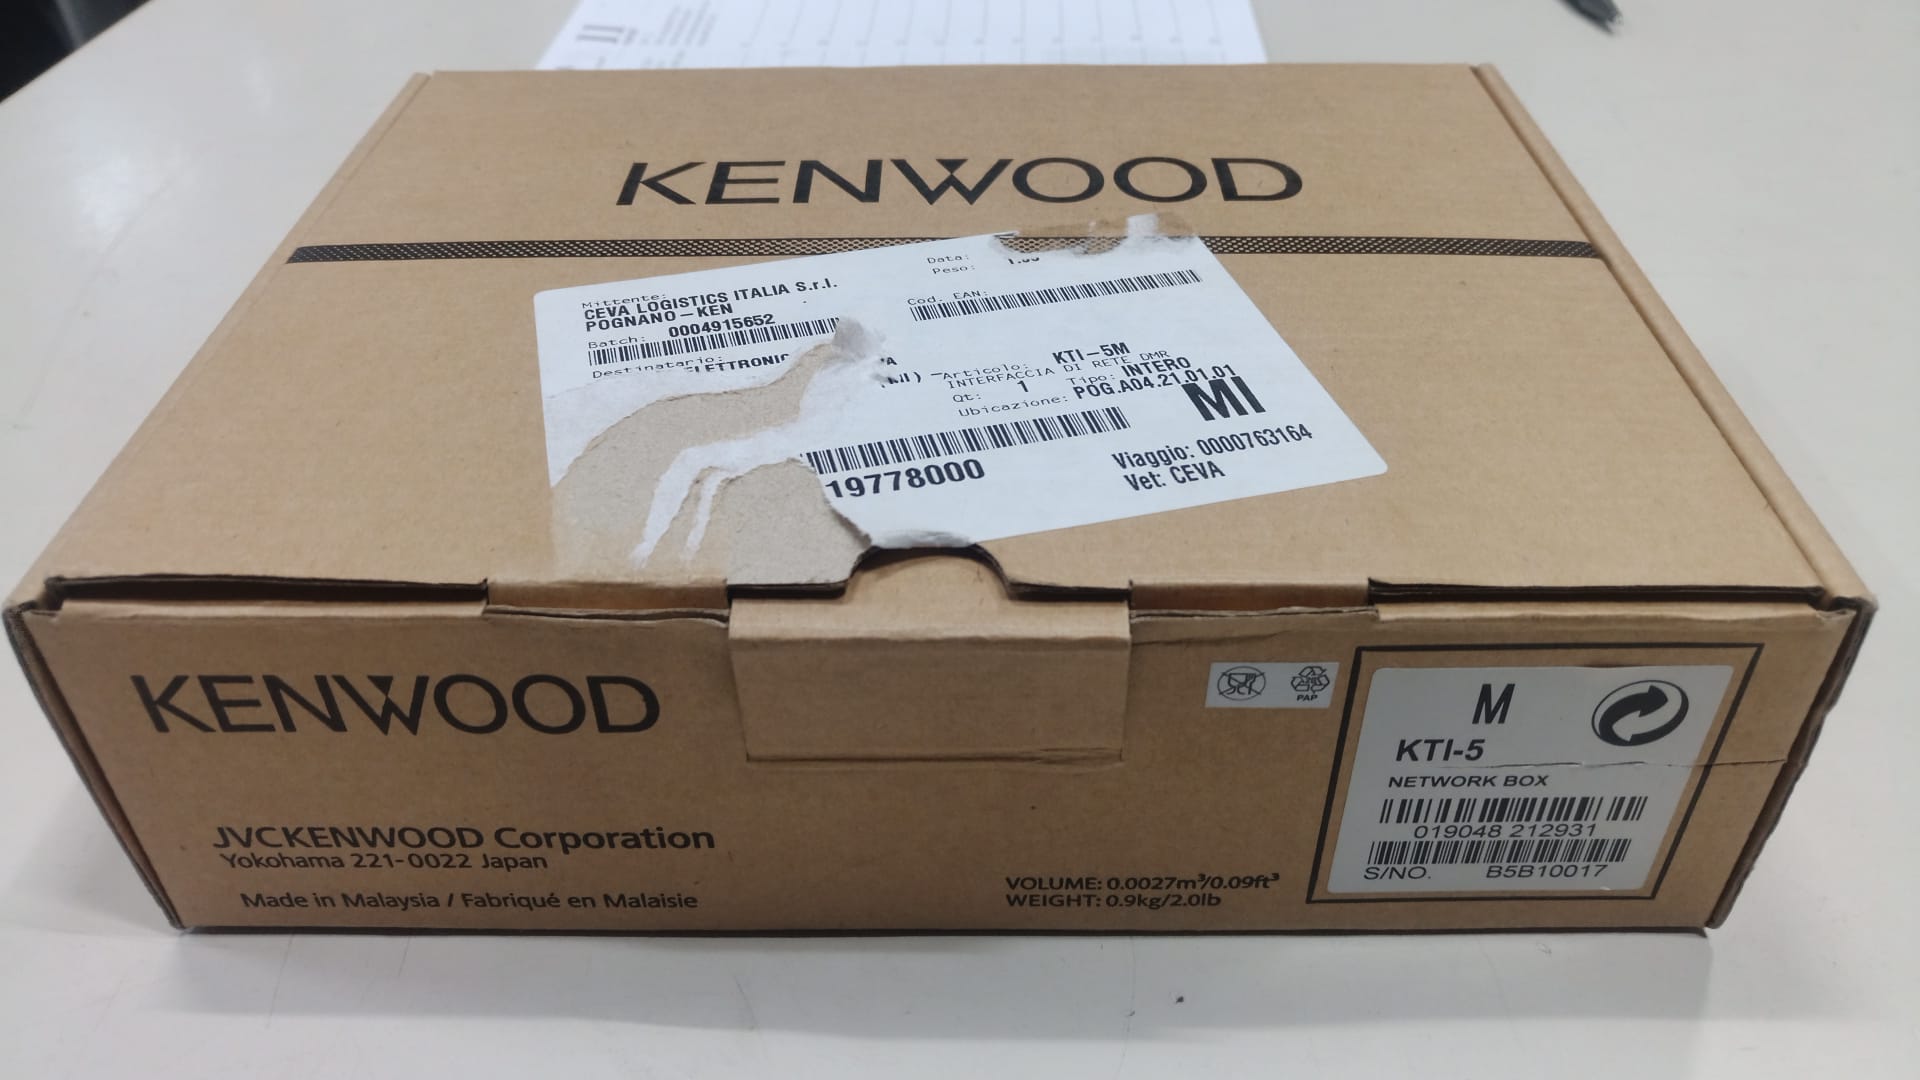 KENWOOD
Mittente:
CEVA LOGISTICS ITALIA S.r.l.
POGNANO-KEN
Batch: 0004915652
Destinatario:
Data:
Peso:
Cod. EAN:
Articolo: KTI-5M
INTERFACCIA DI RETE DMR
Qt: 1 Tipo: INTERO
Ubicazione: POG.A04.21.01.01
MI
19778000
Viaggio: 0000763164
Vet: CEVA
KENWOOD
JVCKENWOOD Corporation
Yokohama 221-0022 Japan
Made in Malaysia / Fabriqué en Malaisie
VOLUME: 0.0027m³/0.09ft³
WEIGHT: 0.9kg/2.0lb
PAP
M
KTI-5
NETWORK BOX
019048 212931
S/NO. B5B10017